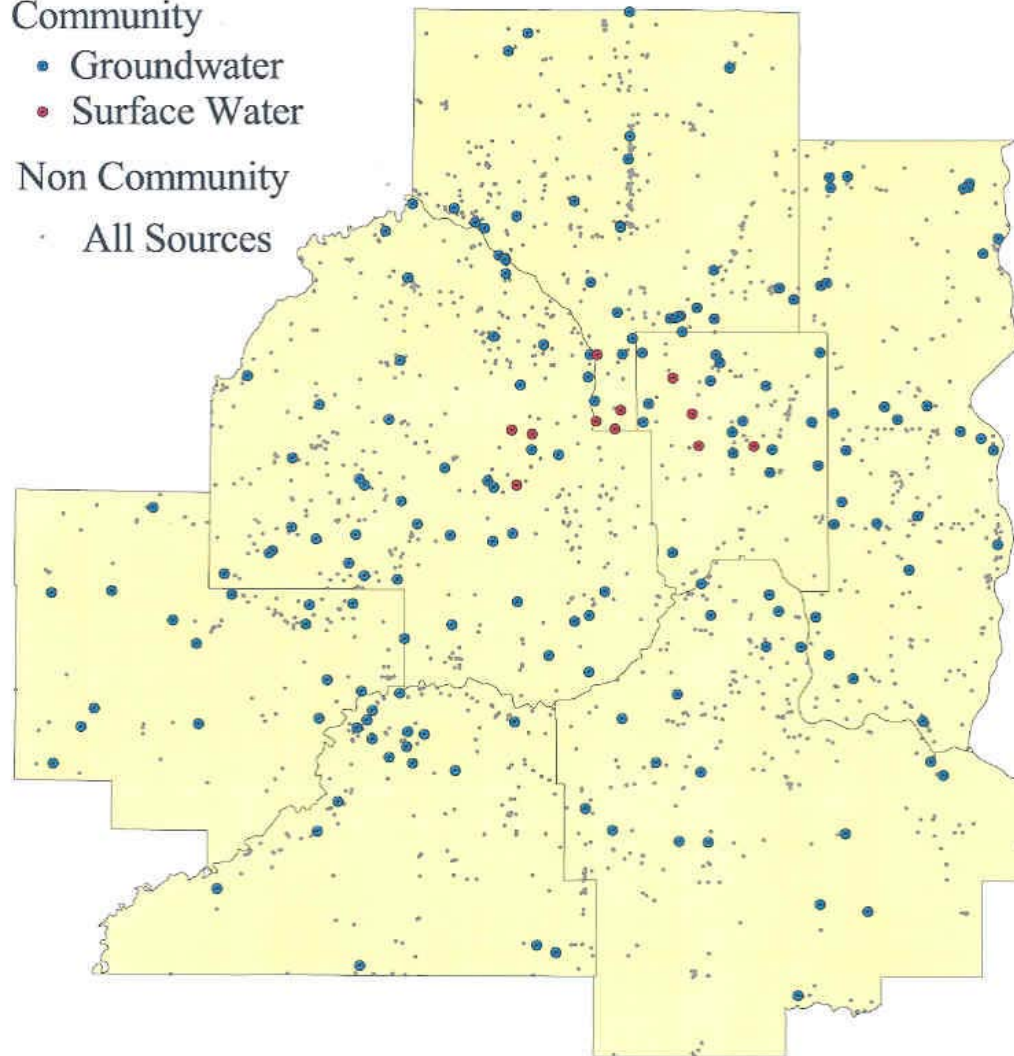 Community
Groundwater
Surface Water
Non Community
All Sources